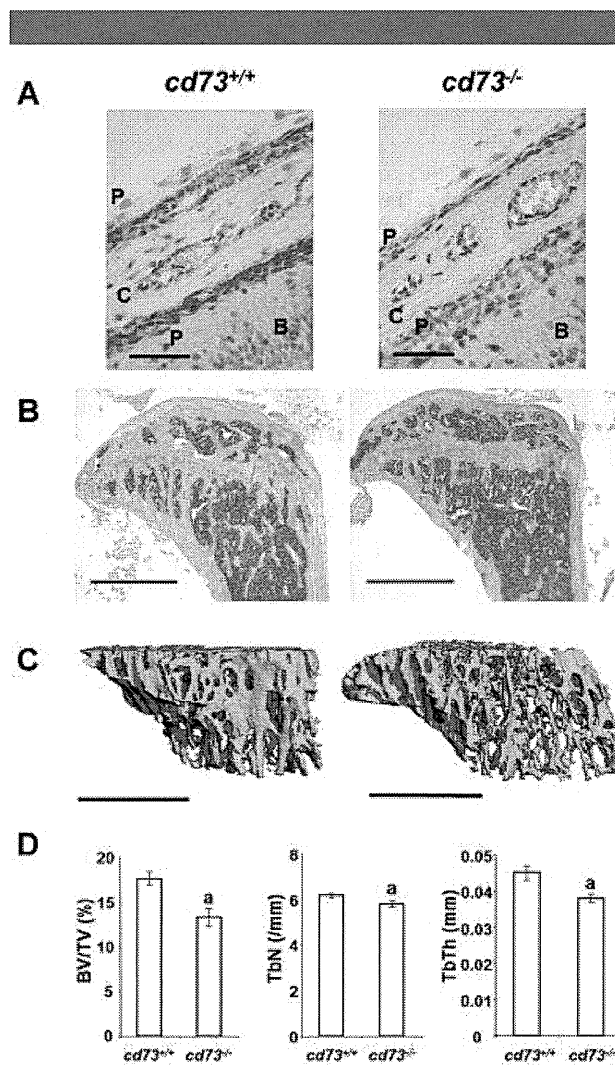 cd73+/+ cd73-/-
A
P P
C C
P P
B B
B
C
D
BV/TV (%)
20
15
10
5
0
cd73+/+ cd73-/-
a
TbN (/mm)
8
6
4
2
0
cd73+/+ cd73-/-
a
TbTh (mm)
0.05
0.04
0.03
0.02
0.01
0
cd73+/+ cd73-/-
a